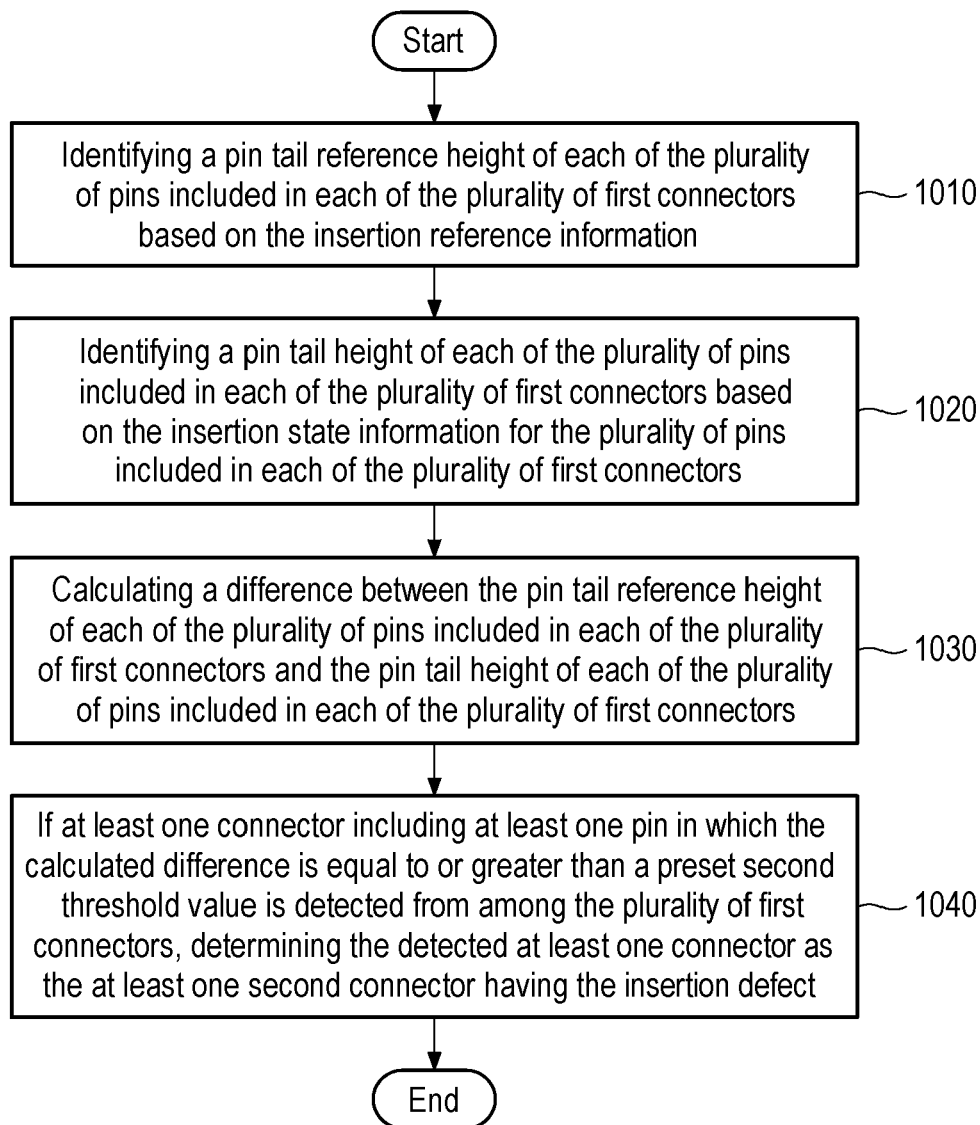 Start
Identifying a pin tail reference height of each of the plurality
of pins included in each of the plurality of first connectors
based on the insertion reference information
1010
Identifying a pin tail height of each of the plurality of pins
included in each of the plurality of first connectors based
on the insertion state information for the plurality of pins
included in each of the plurality of first connectors
1020
Calculating a difference between the pin tail reference height
of each of the plurality of pins included in each of the plurality
of first connectors and the pin tail height of each of the plurality
of pins included in each of the plurality of first connectors
1030
If at least one connector including at least one pin in which the
calculated difference is equal to or greater than a preset second
threshold value is detected from among the plurality of first
connectors, determining the detected at least one connector as
the at least one second connector having the insertion defect
1040
End